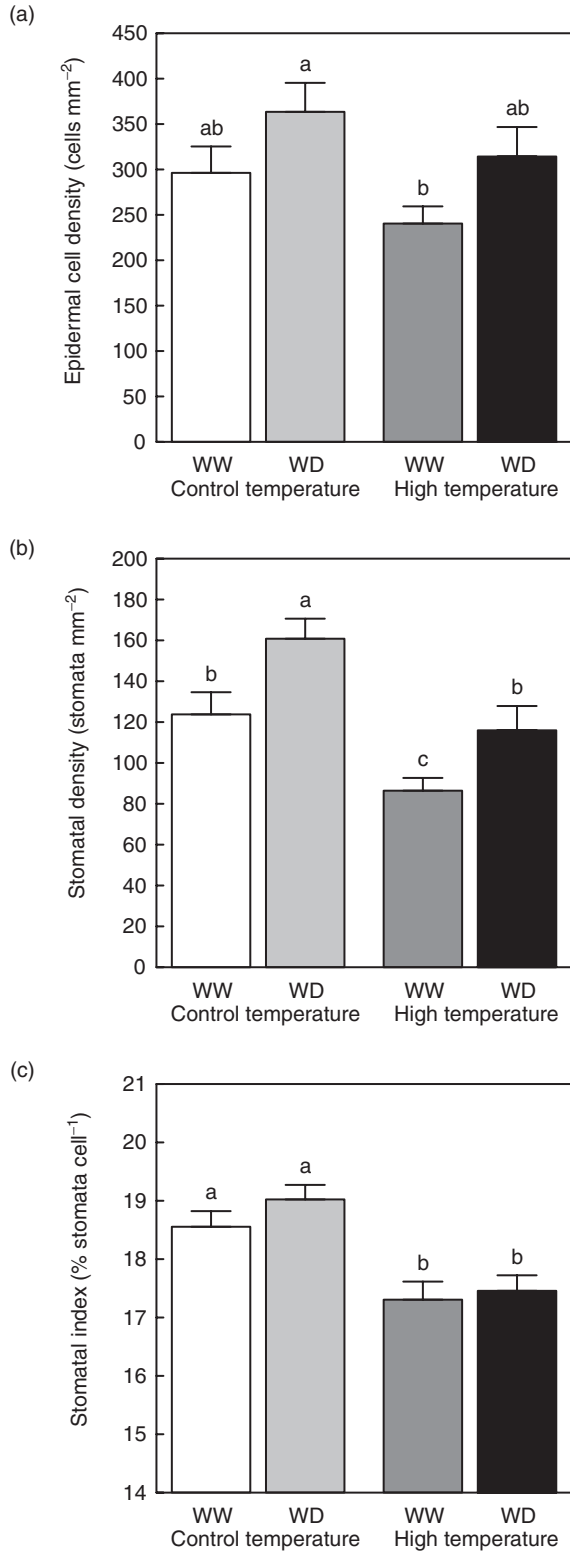 (a)
Epidermal cell density (cells mm⁻²)
450
400
350
300
250
200
150
100
50
0
ab
a
b
ab
WW WD WW WD
Control temperature High temperature
(b)
Stomatal density (stomata mm⁻²)
200
180
160
140
120
100
80
60
40
20
0
b
a
c
b
WW WD WW WD
Control temperature High temperature
(c)
Stomatal index (% stomata cell⁻¹)
21
20
19
18
17
16
15
14
a
a
b
b
WW WD WW WD
Control temperature High temperature